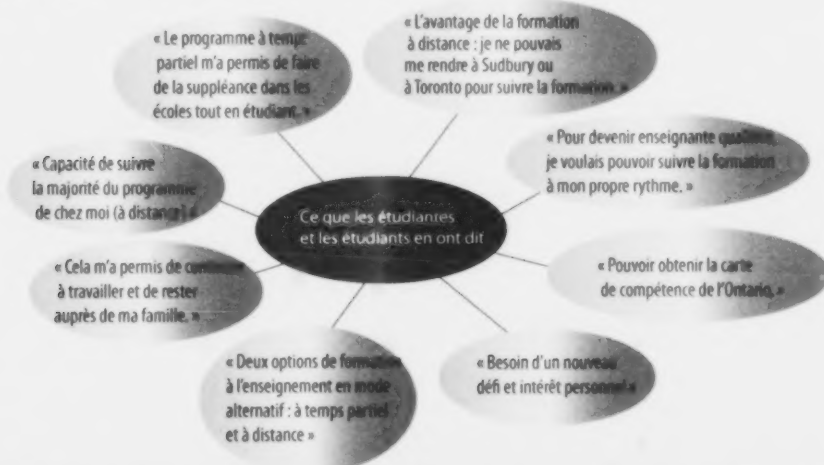 « Le programme à temps
partiel m'a permis de faire
de la suppléance dans les
écoles tout en étudiant. »
« L'avantage de la formation
à distance : je ne pouvais
me rendre à Sudbury ou
à Toronto pour suivre la formation. »
« Capacité de suivre
la majorité du programme
de chez moi (à distance) »
« Pour devenir enseignante
je voulais pouvoir suivre la formation
à mon propre rythme. »
Ce que les étudiantes
et les étudiants en ont dit
« Cela m'a permis de
à travailler et de rester
auprès de ma famille. »
« Pouvoir obtenir la carte
de compétence de l'Ontario. »
« Deux options de formation
à l'enseignement en mode
alternatif : à temps partiel
et à distance »
« Besoin d'un nouveau
défi et intérêt personnel »